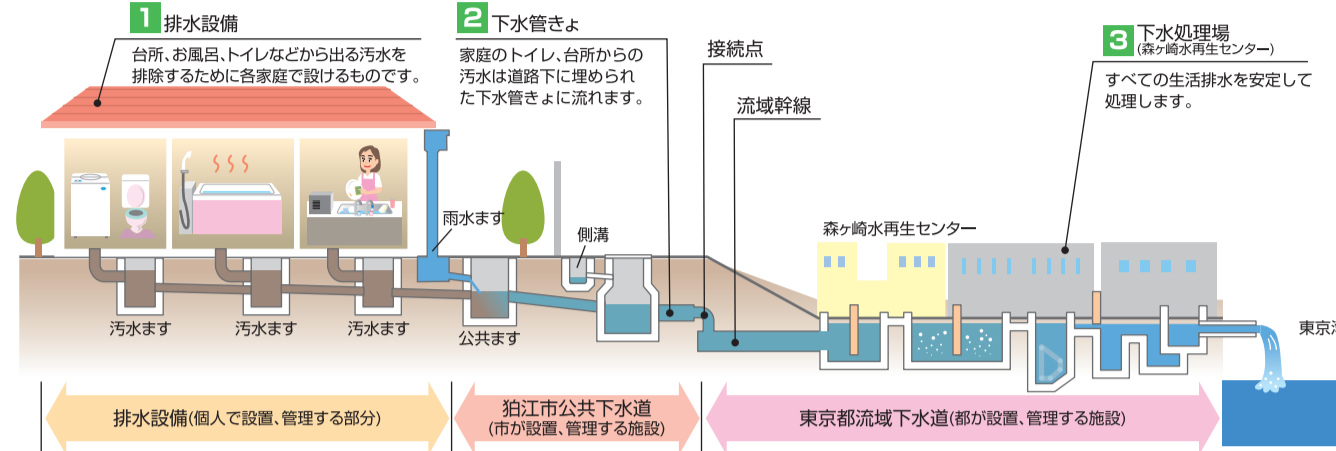 1 排水設備
台所、お風呂、トイレなどから出る汚水を
排除するために各家庭で設けるものです。
2 下水管きょ
家庭のトイレ、台所からの
汚水は道路下に埋められ
た下水管きょに流れます。
接続点
流域幹線
3 下水処理場
(森ヶ崎水再生センター)
すべての生活排水を安定して
処理します。
雨水ます
側溝
森ヶ崎水再生センター
汚水ます
汚水ます
汚水ます
公共ます
東京
排水設備(個人で設置、管理する部分)
狛江市公共下水道
(市が設置、管理する施設)
東京都流域下水道(都が設置、管理する施設)